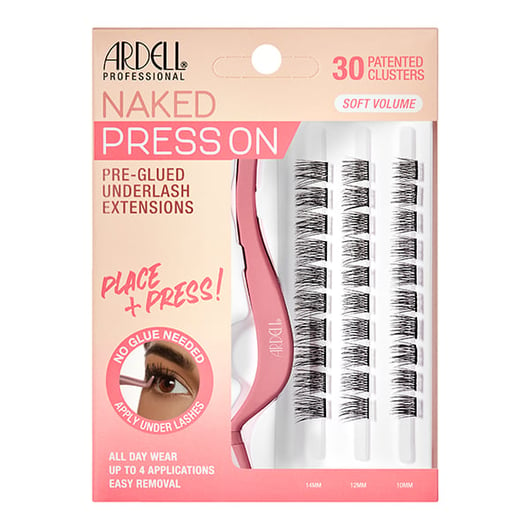 ARDELL®
PROFESSIONAL
NAKED
PRESS ON
PRE-GLUED
UNDERLASH
EXTENSIONS
PLACE
+ PRESS!
NO GLUE NEEDED
APPLY UNDER LASHES
ALL DAY WEAR
UP TO 4 APPLICATIONS
EASY REMOVAL
30 PATENTED
CLUSTERS
SOFT VOLUME
ARDELL®
14MM 12MM 10MM